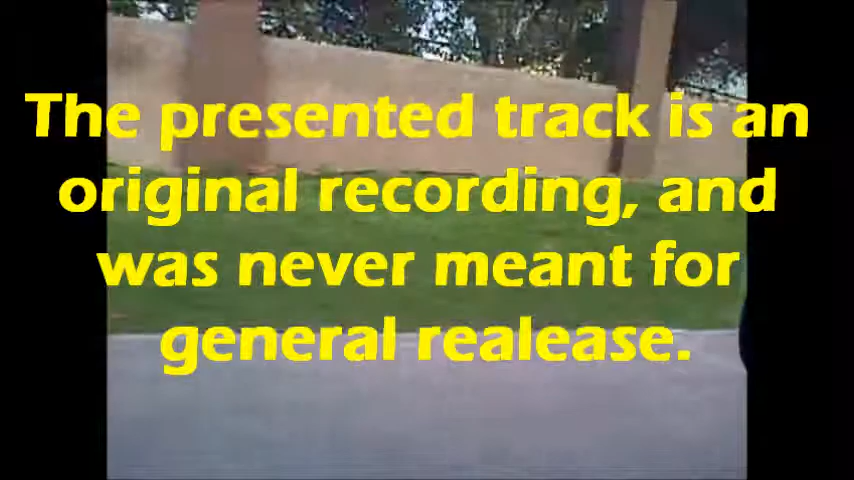 The presented track is an
original recording, and
was never meant for
general realease.